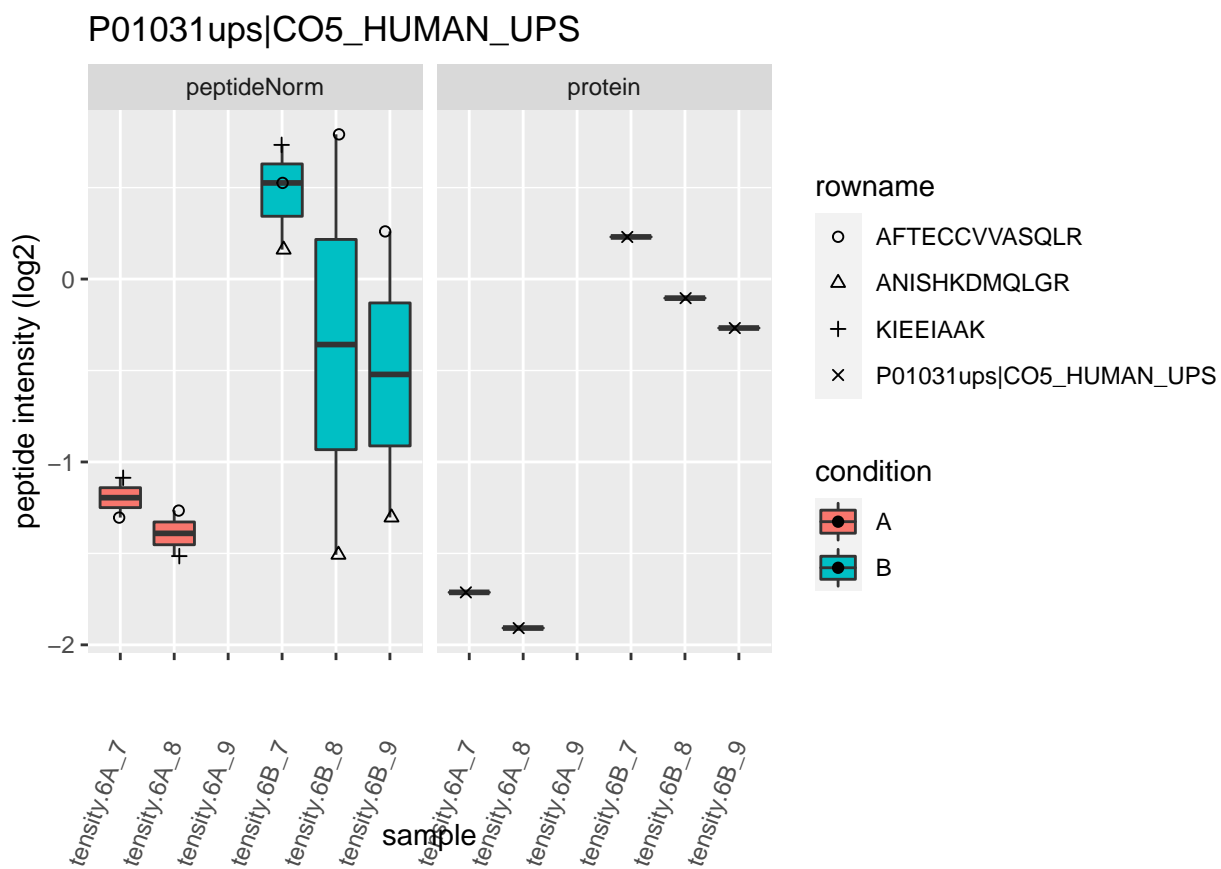 P01031ups|CO5_HUMAN_UPS
peptideNorm
protein
peptide intensity (log2)
0
−1
−2
tensity.6A_7
tensity.6A_8
tensity.6A_9
tensity.6B_7
tensity.6B_8
tensity.6B_9
tensity.6A_7
tensity.6A_8
tensity.6A_9
tensity.6B_7
tensity.6B_8
tensity.6B_9
sample
rowname
AFTECCVVASQLR
ANISHKDMQLGR
KIEEIAAK
P01031ups|CO5_HUMAN_UPS
condition
A
B